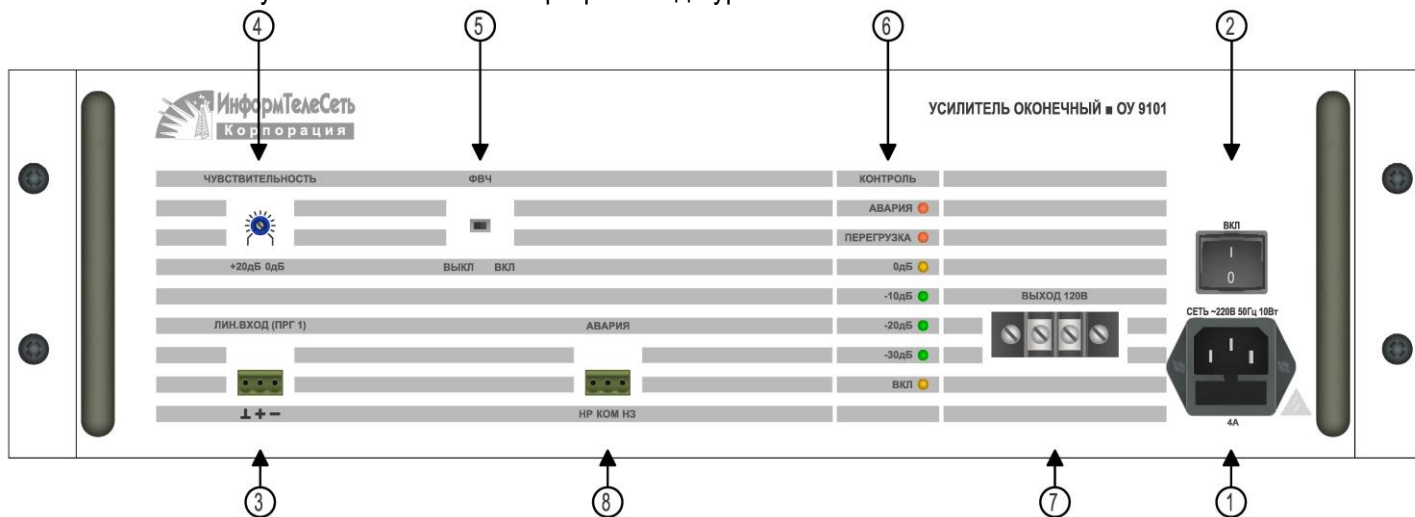 ④ ⑤ ⑥ ②
ИнформТелеСеть
Корпорация
УСИЛИТЕЛЬ ОКОНЕЧНЫЙ ■ ОУ 9101
ЧУВСТВИТЕЛЬНОСТЬ ФВЧ КОНТРОЛЬ
АВАРИЯ
ПЕРЕГРУЗКА
ВКЛ
I
0
+20дБ 0дБ ВЫКЛ ВКЛ 0дБ
-10дБ ВЫХОД 120В
СЕТЬ ~220В 50Гц 10Вт
ЛИН.ВХОД (ПРГ 1) АВАРИЯ -20дБ
-30дБ
ВКЛ
⊥ + − НР КОМ НЗ
4А
③ ⑧ ⑦ ①